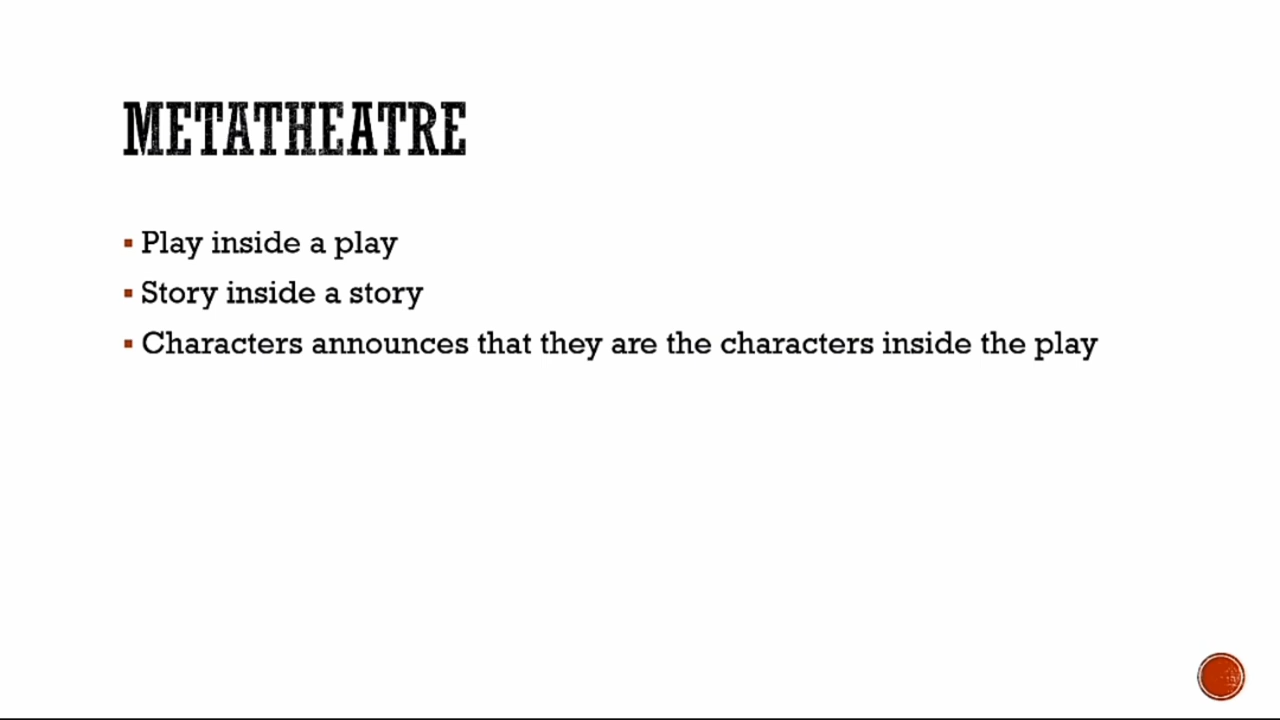 METATHEATRE
▪ Play inside a play
▪ Story inside a story
▪ Characters announces that they are the characters inside the play